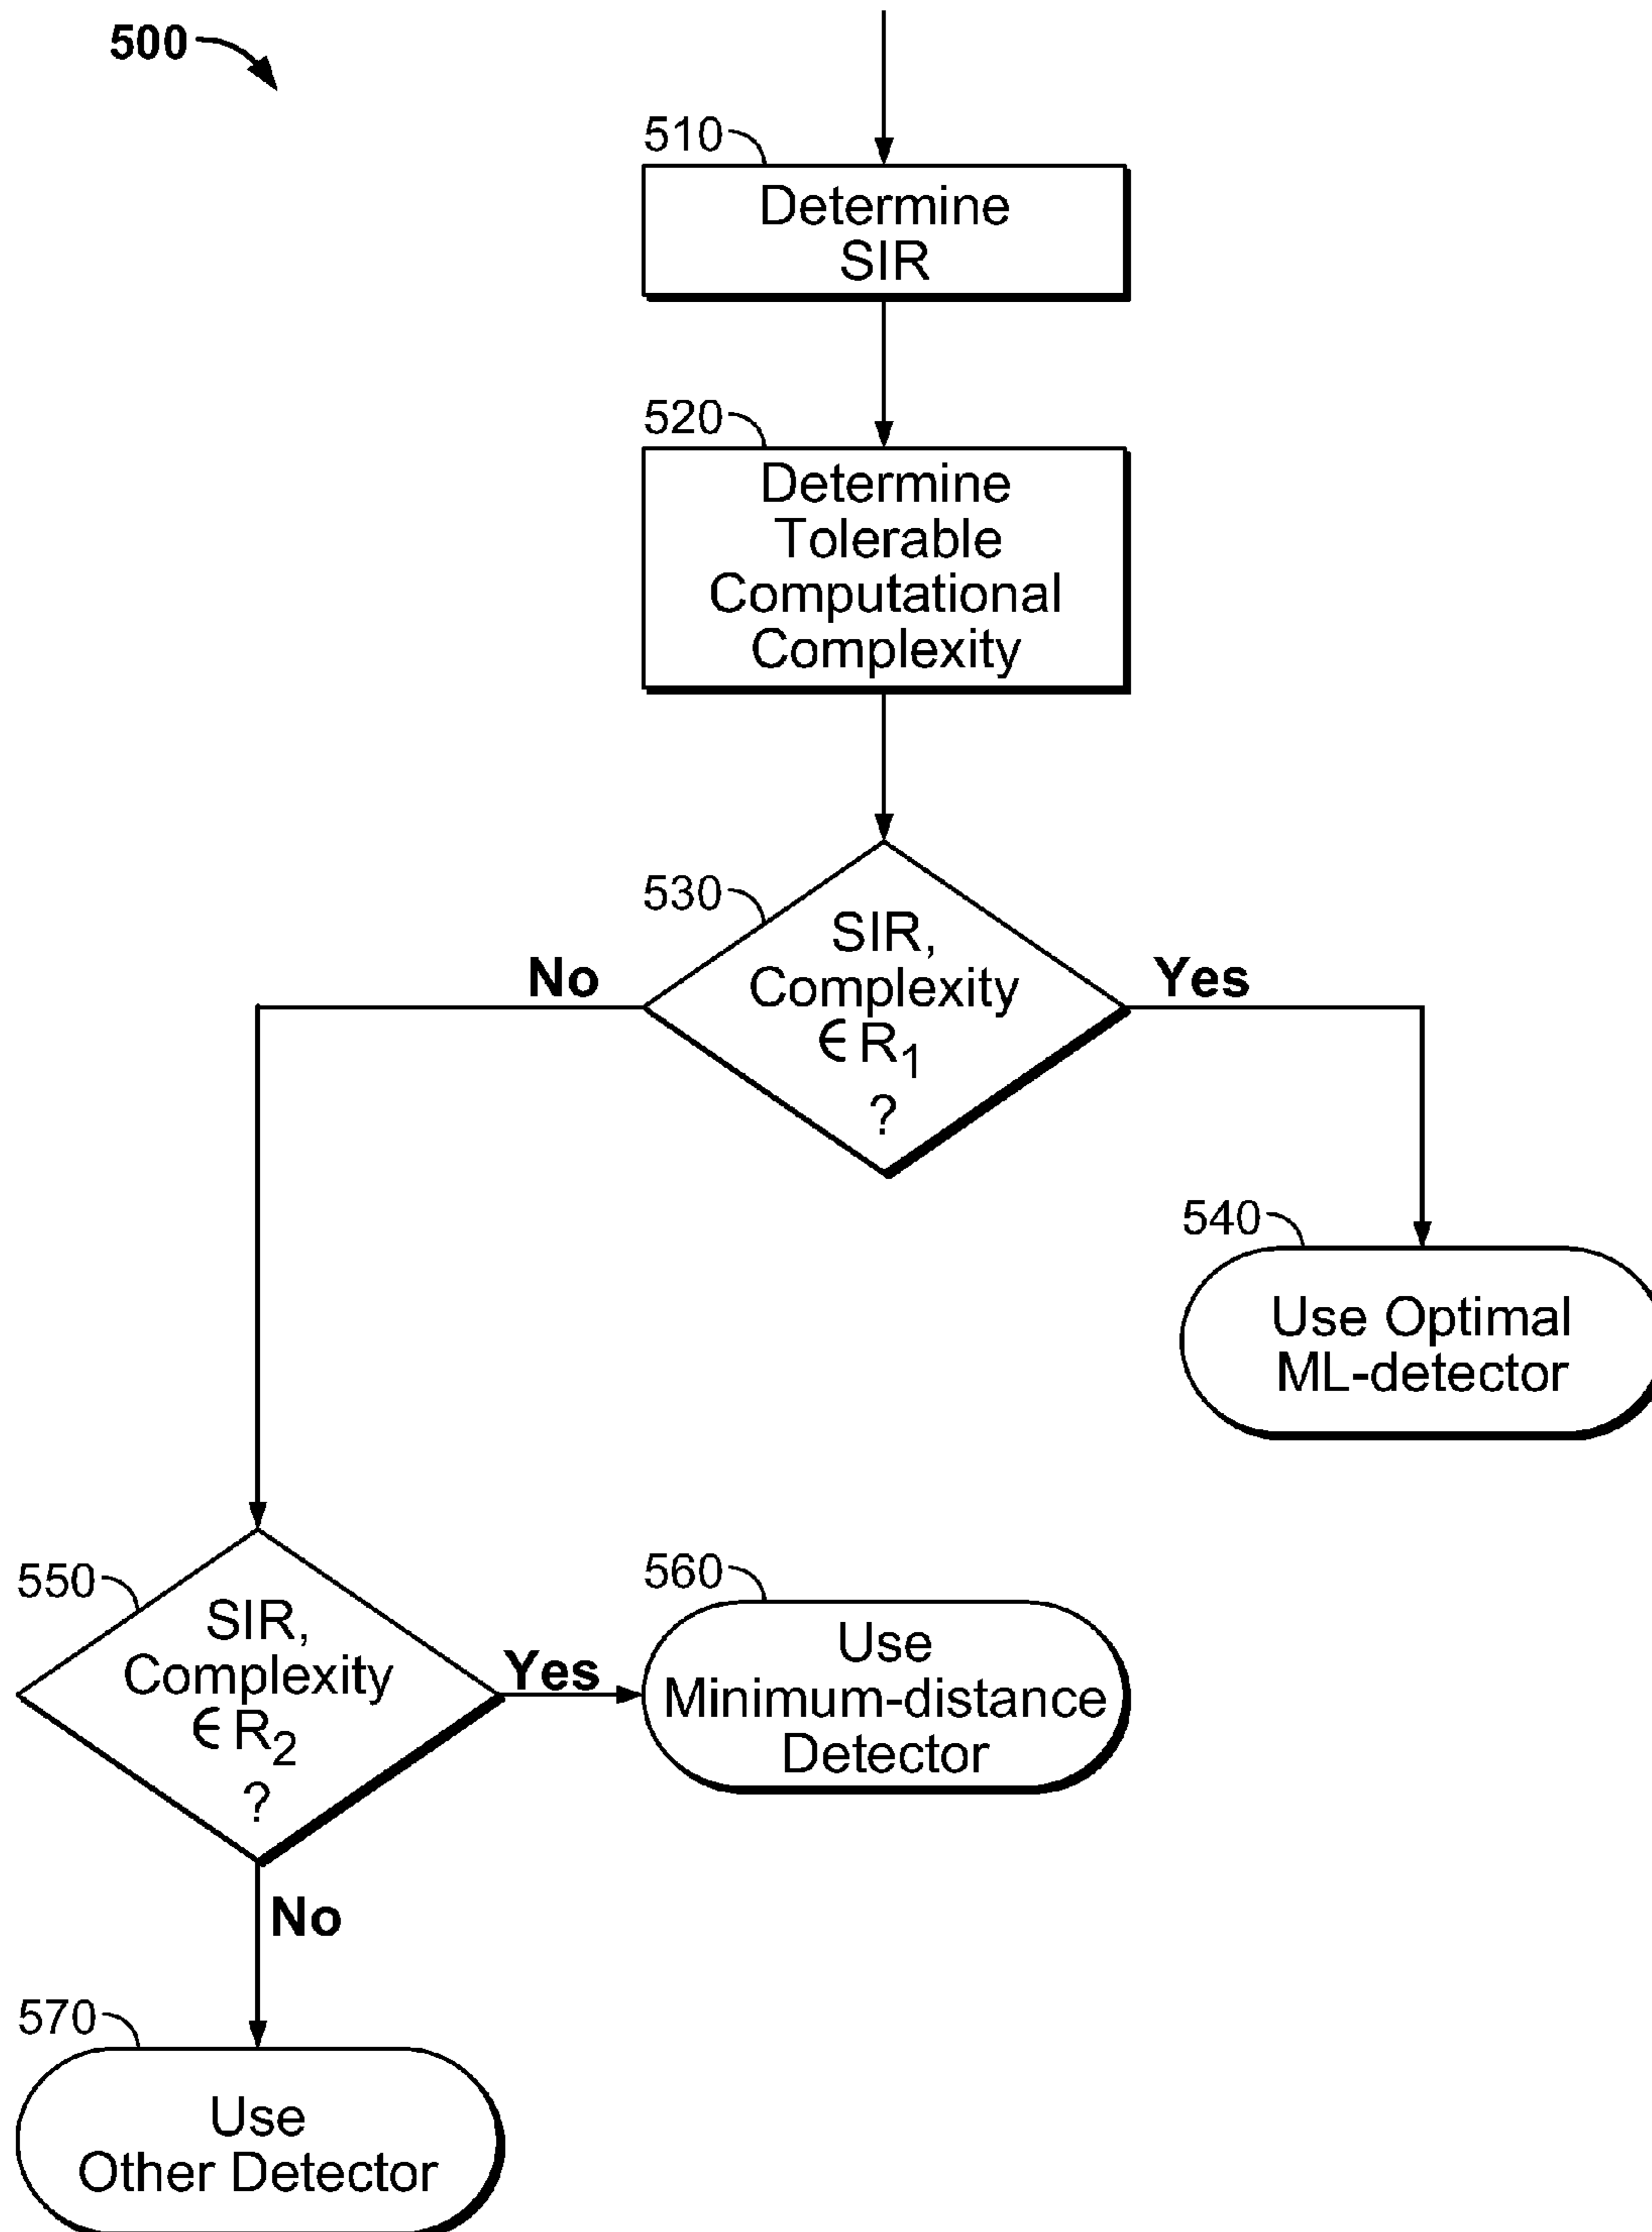 500
510
Determine
SIR
520
Determine
Tolerable
Computational
Complexity
530
SIR,
Complexity
∈ R1
?
No
Yes
540
Use Optimal
ML-detector
550
SIR,
Complexity
∈ R2
?
Yes
560
Use
Minimum-distance
Detector
No
570
Use
Other Detector